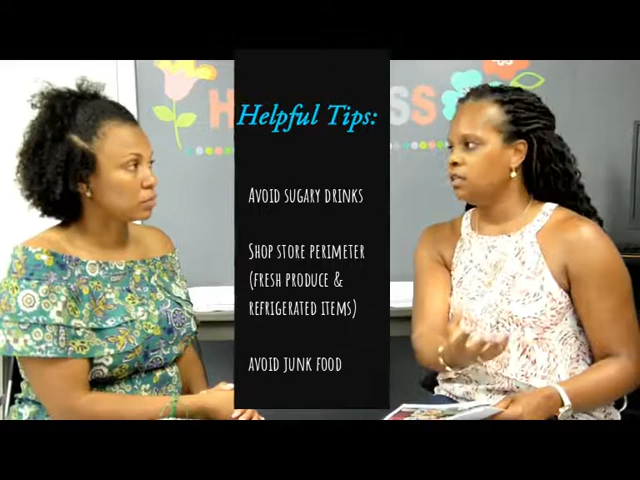 Helpful Tips:
AVOID SUGARY DRINKS
SHOP STORE PERIMETER
(FRESH PRODUCE &
REFRIGERATED ITEMS)
AVOID JUNK FOOD